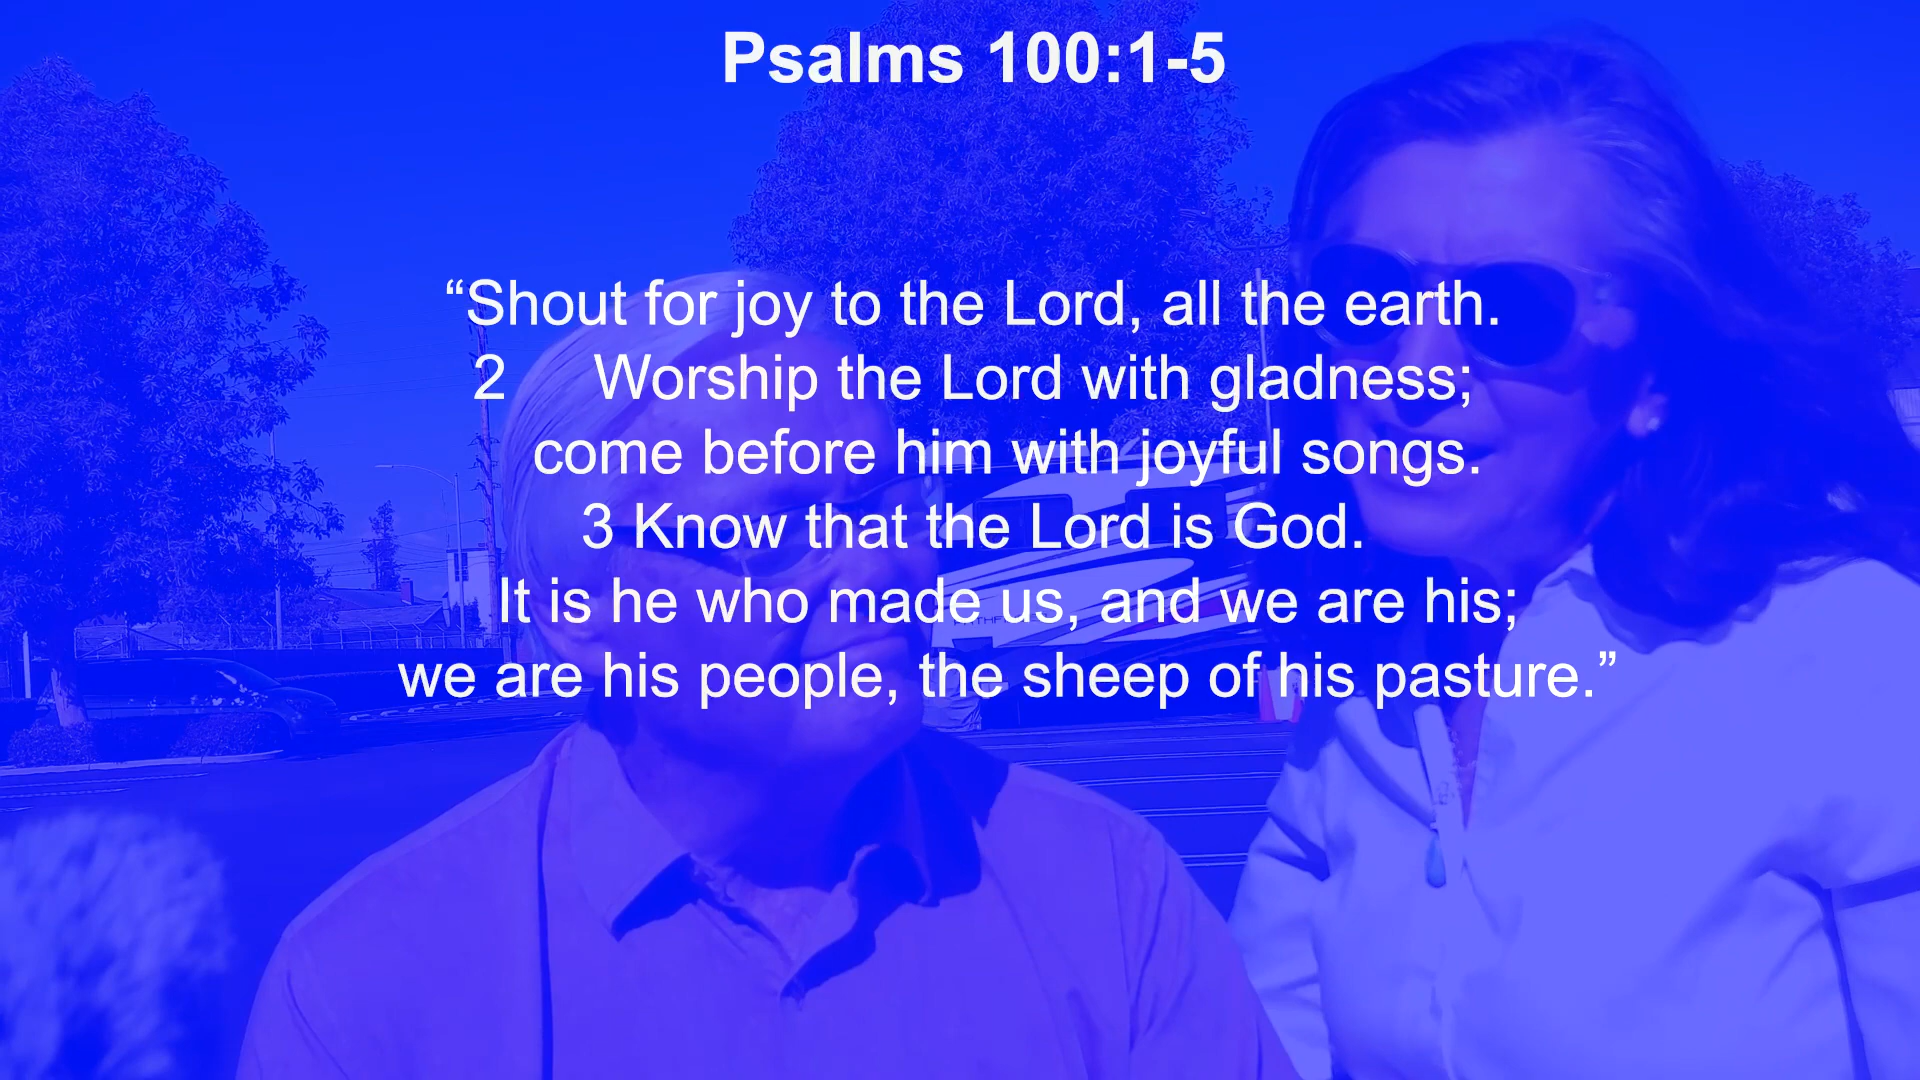 Psalms 100:1-5
“Shout for joy to the Lord, all the earth.
2 Worship the Lord with gladness;
come before him with joyful songs.
3 Know that the Lord is God.
It is he who made us, and we are his;
we are his people, the sheep of his pasture.”